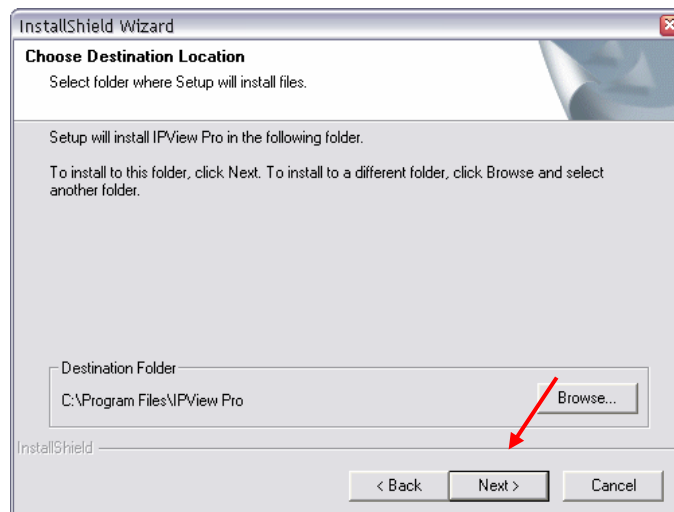 InstallShield Wizard
Choose Destination Location
Select folder where Setup will install files.
Setup will install IPView Pro in the following folder.
To install to this folder, click Next. To install to a different folder, click Browse and select
another folder.
Destination Folder
C:\Program Files\IPView Pro
Browse...
InstallShield
< Back
Next >
Cancel